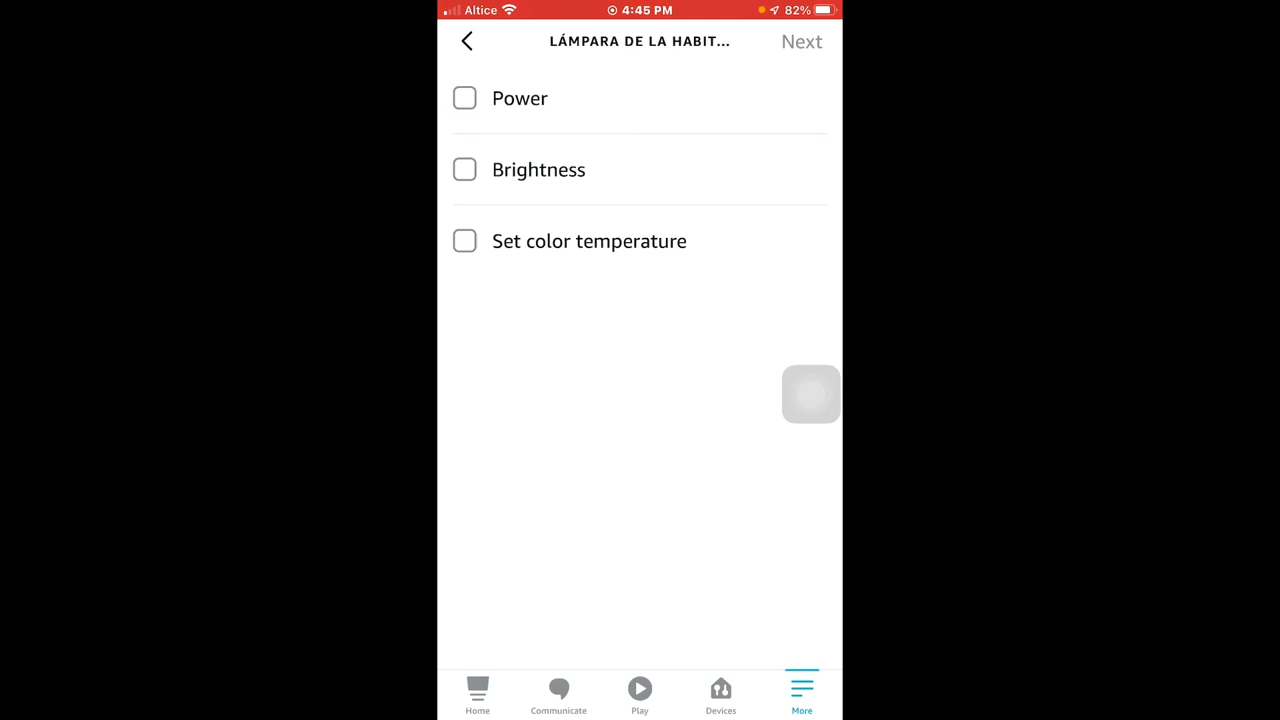 Altice 4:45 PM 82%
LÁMPARA DE LA HABIT... Next
Power
Brightness
Set color temperature
Home Communicate Play Devices More